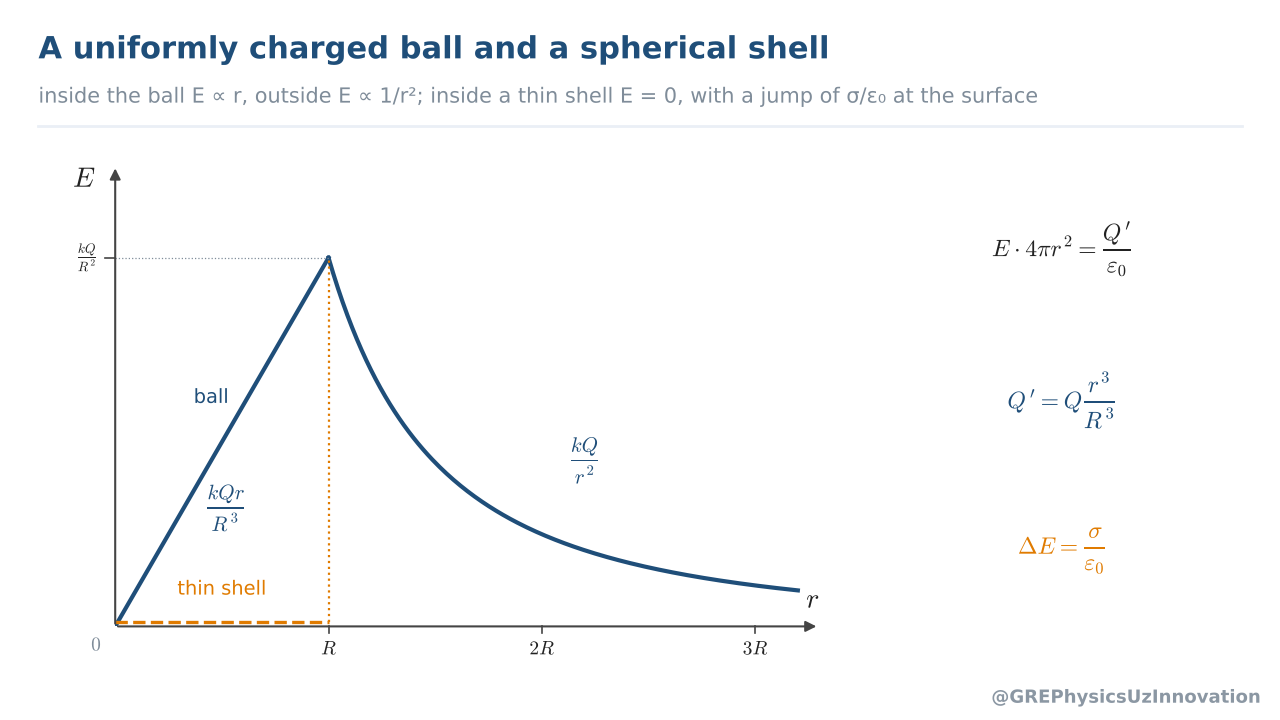 A uniformly charged ball and a spherical shell
inside the ball E ∝ r, outside E ∝ 1/r²; inside a thin shell E = 0, with a jump of σ/ε₀ at the surface
E
kQ/R²
ball
kQr/R³
thin shell
kQ/r²
r
0
R
2R
3R
E · 4πr² = Q′/ε₀
Q′ = Q r³/R³
ΔE = σ/ε₀
@GREPhysicsUzInnovation